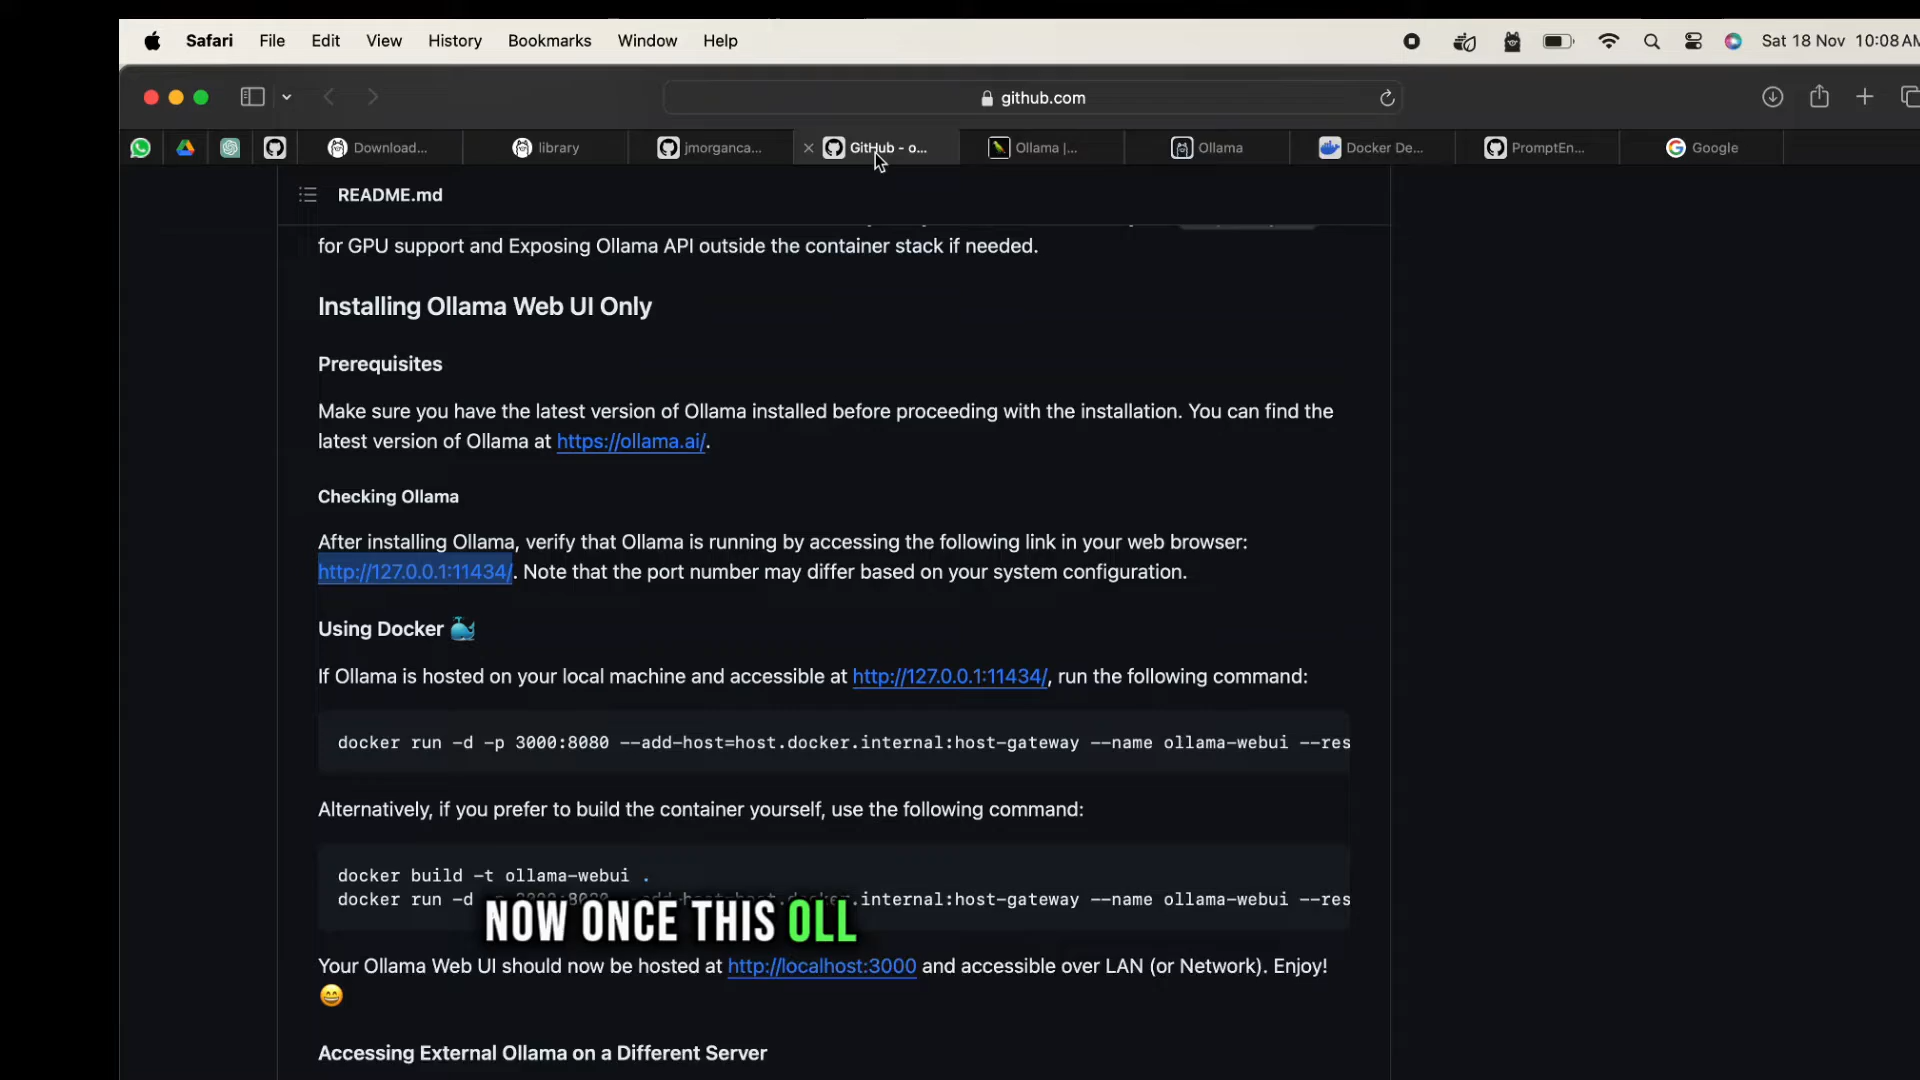 Safari File Edit View History Bookmarks Window Help Sat 18 Nov 10:08 AM
github.com
Download... library jmorganca... GitHub - o... Ollama |... Ollama Docker De... PromptEn... Google
README.md
for GPU support and Exposing Ollama API outside the container stack if needed.
Installing Ollama Web UI Only
Prerequisites
Make sure you have the latest version of Ollama installed before proceeding with the installation. You can find the
latest version of Ollama at https://ollama.ai/.
Checking Ollama
After installing Ollama, verify that Ollama is running by accessing the following link in your web browser:
http://127.0.0.1:11434/. Note that the port number may differ based on your system configuration.
Using Docker
If Ollama is hosted on your local machine and accessible at http://127.0.0.1:11434/, run the following command:
docker run -d -p 3000:8080 --add-host=host.docker.internal:host-gateway --name ollama-webui --res
Alternatively, if you prefer to build the container yourself, use the following command:
docker build -t ollama-webui .
docker run -d -p 3000:8080 --add-host=host.docker.internal:host-gateway --name ollama-webui --res
NOW ONCE THIS OLL
Your Ollama Web UI should now be hosted at http://localhost:3000 and accessible over LAN (or Network). Enjoy!
😄
Accessing External Ollama on a Different Server